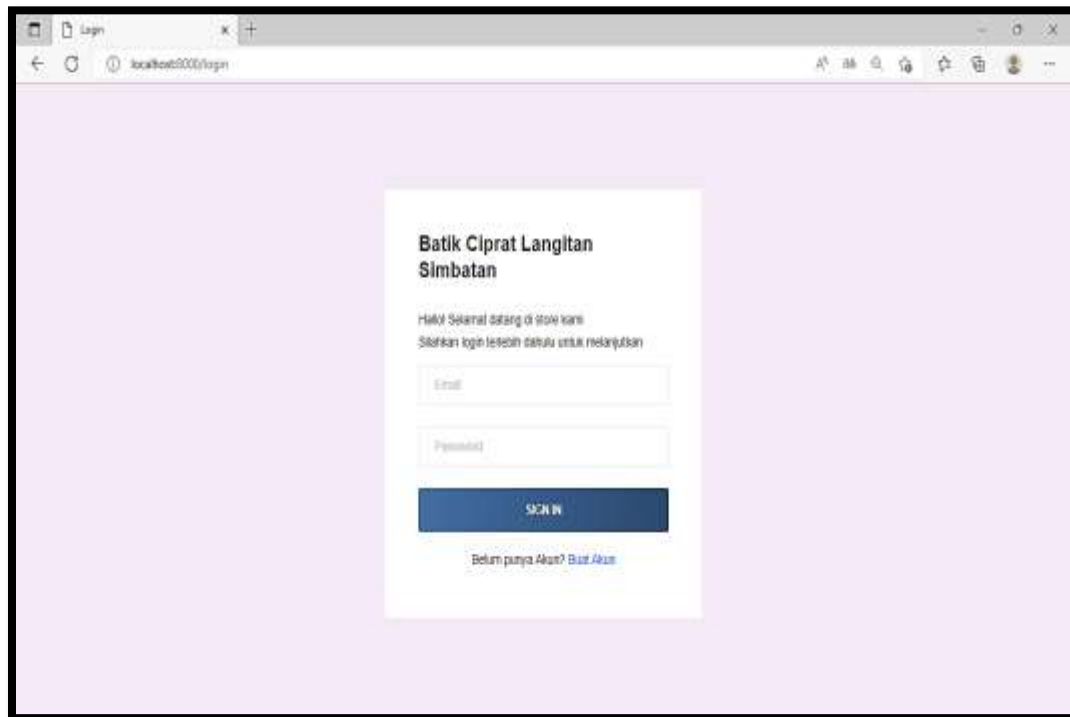 Login
localhost:8000/login
Batik Ciprat Langitan
Simbatan
Hallo! Selamat datang di store kami
Silahkan login terlebih dahulu untuk melanjutkan
Email
Password
SIGN IN
Belum punya Akun? Buat Akun